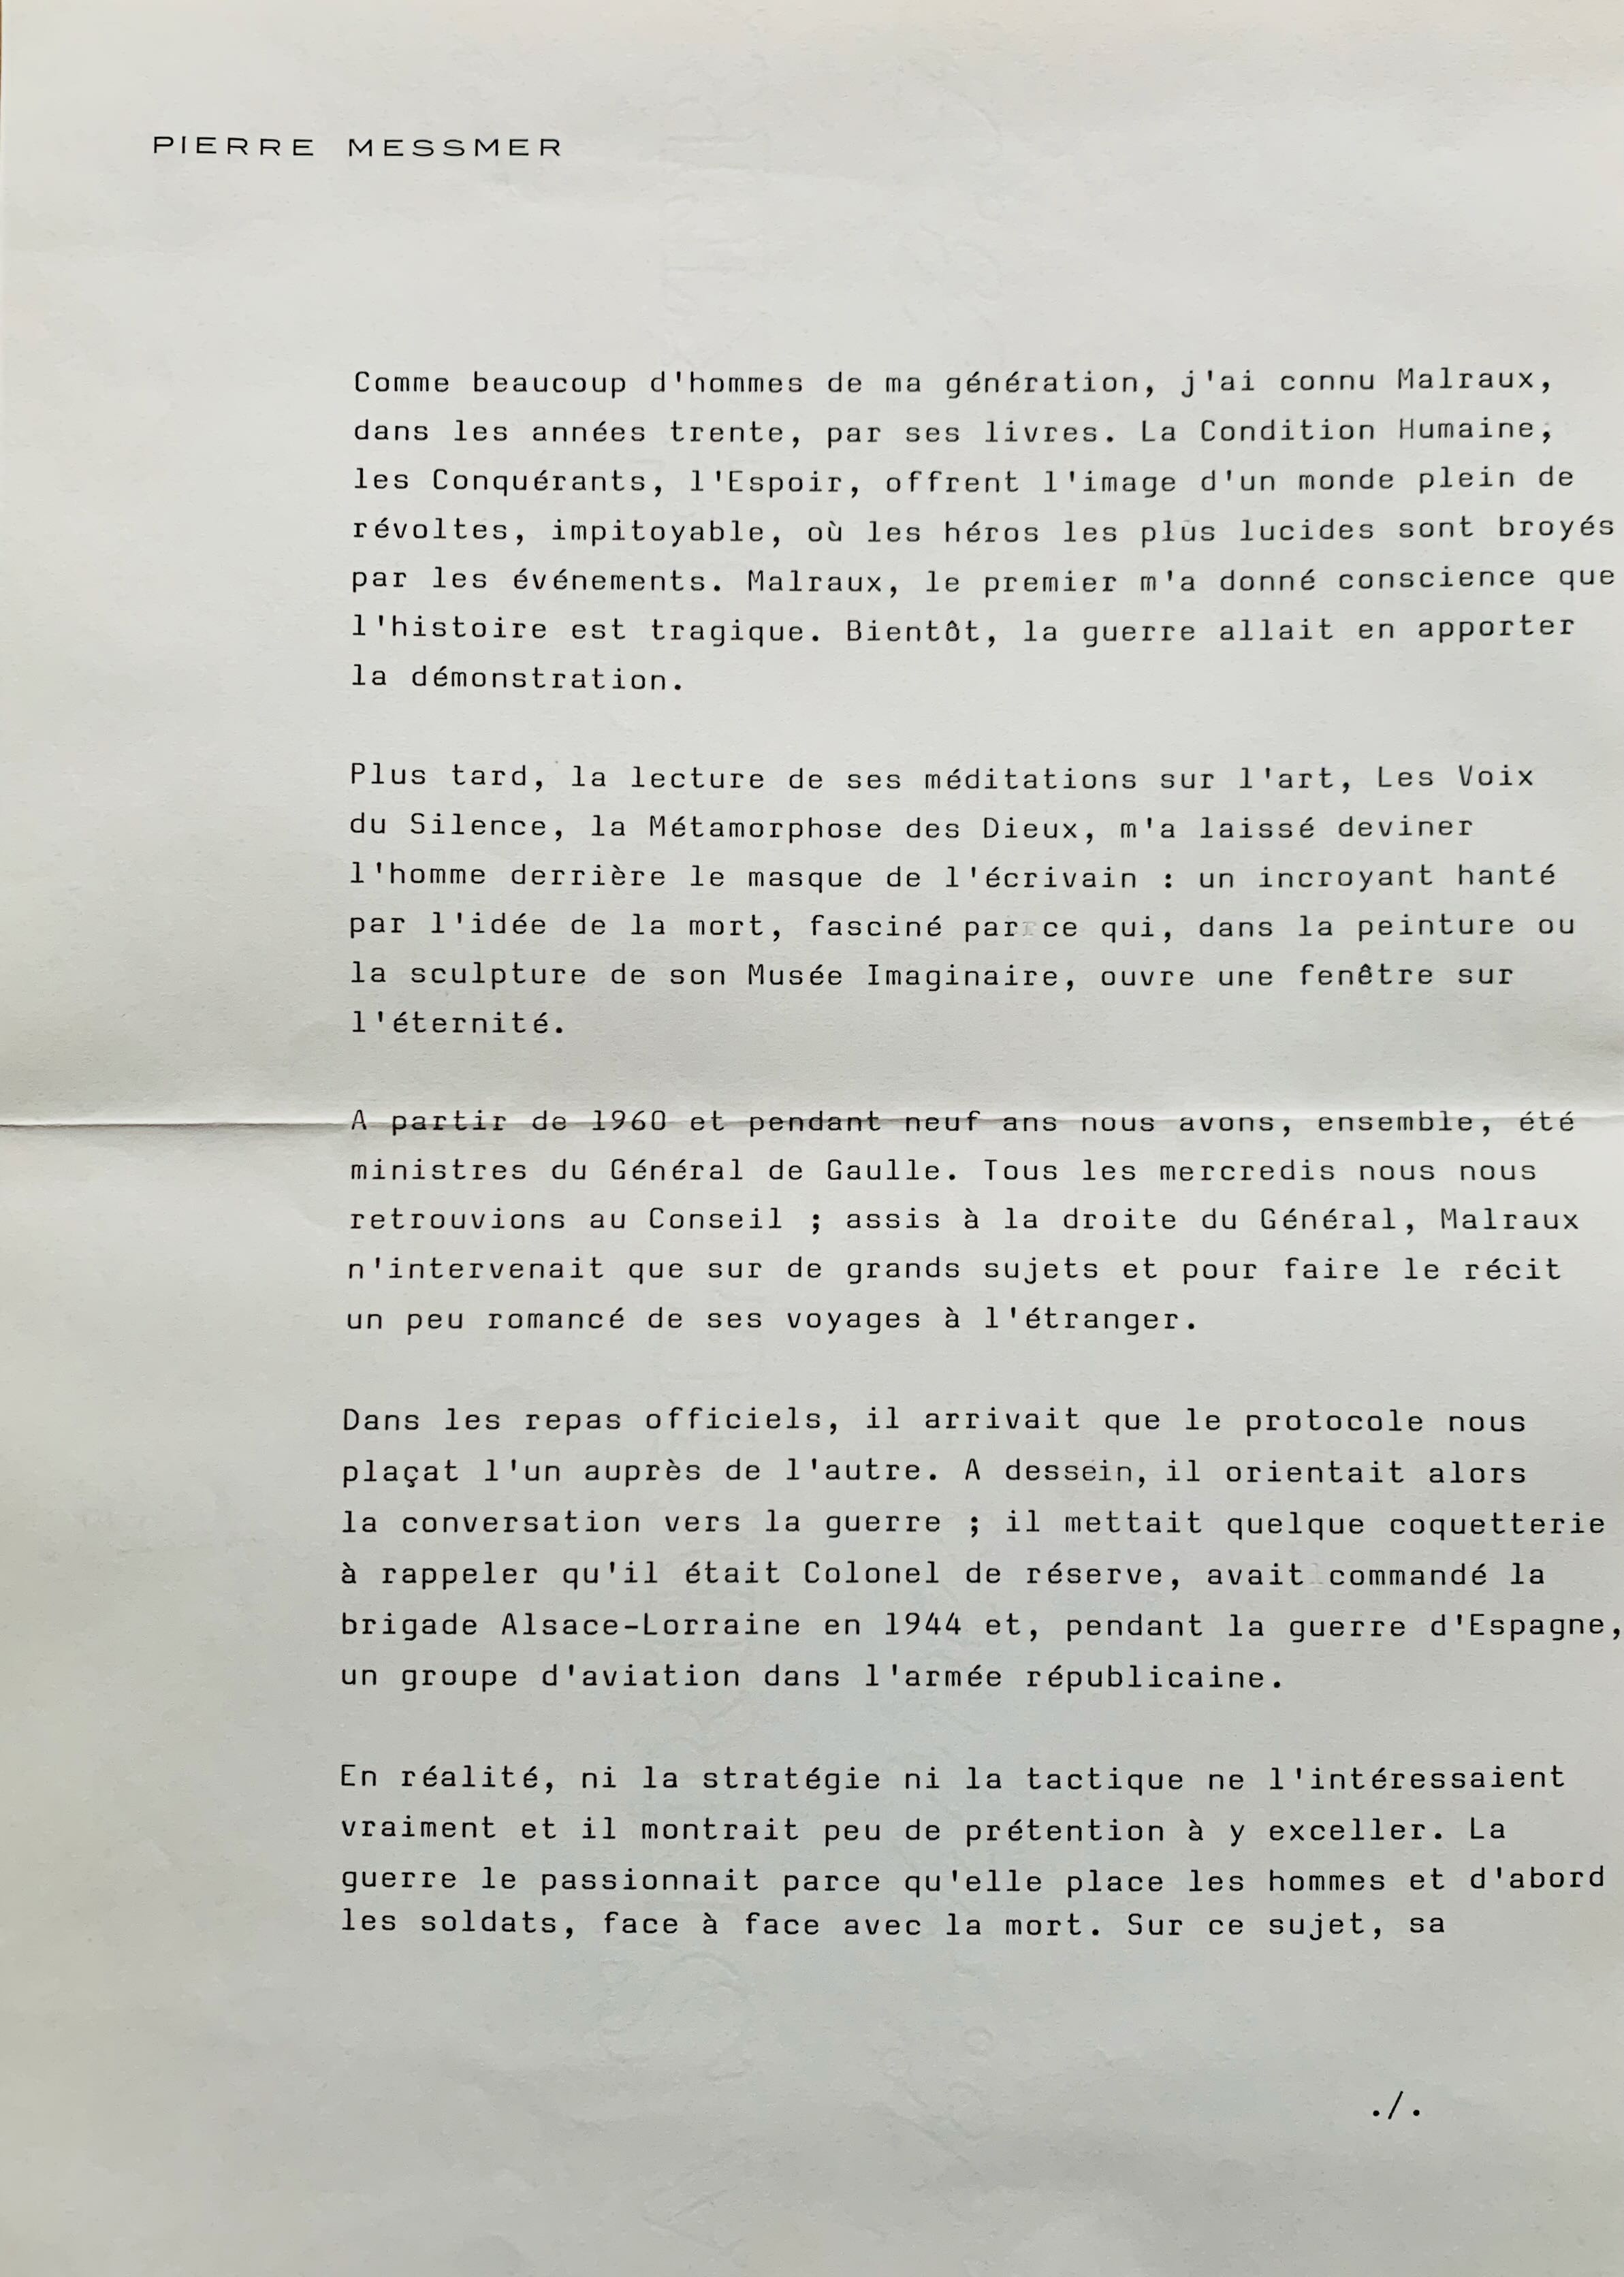 PIERRE MESSMER
Comme beaucoup d'hommes de ma génération, j'ai connu Malraux,
dans les années trente, par ses livres. La Condition Humaine,
les Conquérants, l'Espoir, offrent l'image d'un monde plein de
révoltes, impitoyable, où les héros les plus lucides sont broyés
par les événements. Malraux, le premier m'a donné conscience que
l'histoire est tragique. Bientôt, la guerre allait en apporter
la démonstration.
Plus tard, la lecture de ses méditations sur l'art, Les Voix
du Silence, la Métamorphose des Dieux, m'a laissé deviner
l'homme derrière le masque de l'écrivain : un incroyant hanté
par l'idée de la mort, fasciné par ce qui, dans la peinture ou
la sculpture de son Musée Imaginaire, ouvre une fenêtre sur
l'éternité.
A partir de 1960 et pendant neuf ans nous avons, ensemble, été
ministres du Général de Gaulle. Tous les mercredis nous nous
retrouvions au Conseil ; assis à la droite du Général, Malraux
n'intervenait que sur de grands sujets et pour faire le récit
un peu romancé de ses voyages à l'étranger.
Dans les repas officiels, il arrivait que le protocole nous
plaçat l'un auprès de l'autre. A dessein, il orientait alors
la conversation vers la guerre ; il mettait quelque coquetterie
à rappeler qu'il était Colonel de réserve, avait commandé la
brigade Alsace-Lorraine en 1944 et, pendant la guerre d'Espagne,
un groupe d'aviation dans l'armée républicaine.
En réalité, ni la stratégie ni la tactique ne l'intéressaient
vraiment et il montrait peu de prétention à y exceller. La
guerre le passionnait parce qu'elle place les hommes et d'abord
les soldats, face à face avec la mort. Sur ce sujet, sa
./.